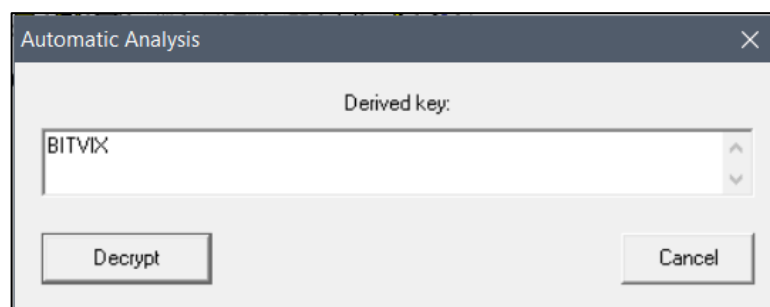 Automatic Analysis
Derived key:
BITVIX
Decrypt
Cancel